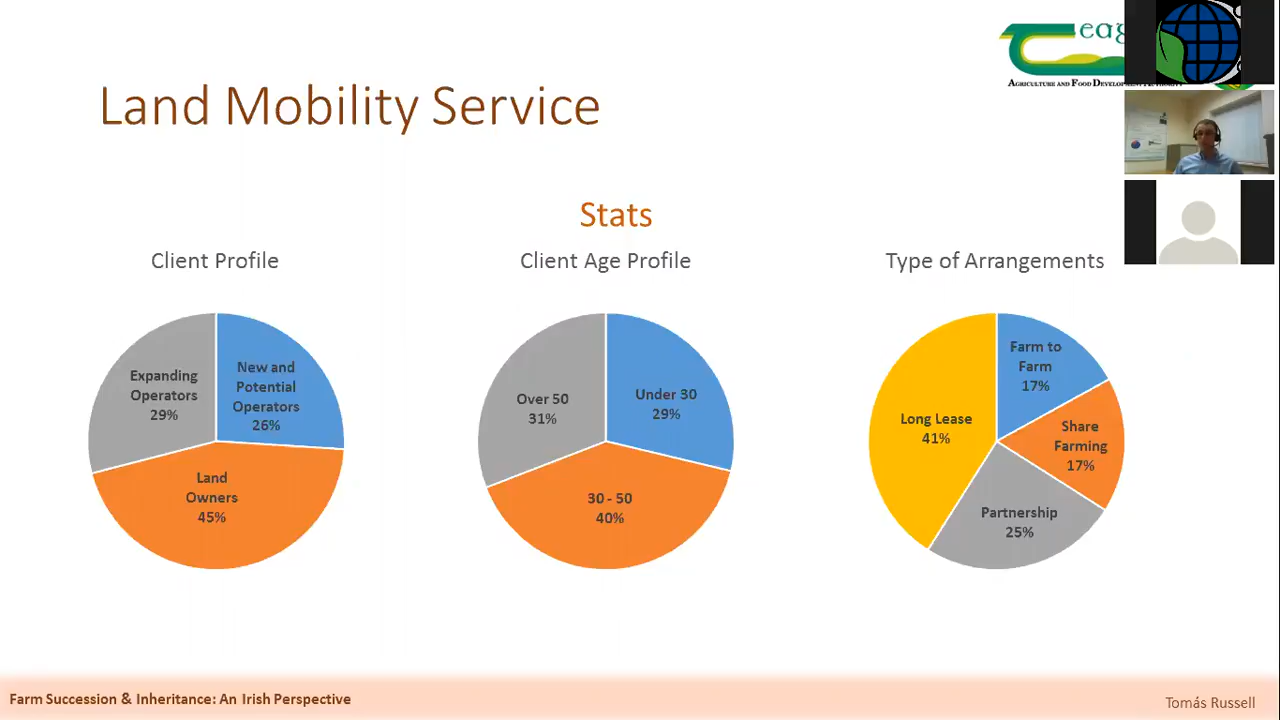 Land Mobility Service
Stats
Client Profile
Expanding
Operators
29%
New and
Potential
Operators
26%
Land
Owners
45%
Client Age Profile
Over 50
31%
Under 30
29%
30 - 50
40%
Type of Arrangements
Long Lease
41%
Farm to
Farm
17%
Share
Farming
17%
Partnership
25%
Farm Succession & Inheritance: An Irish Perspective
Tomás Russell
AGRICULTURE AND FOOD DEVELOPMENT AUTHORITY